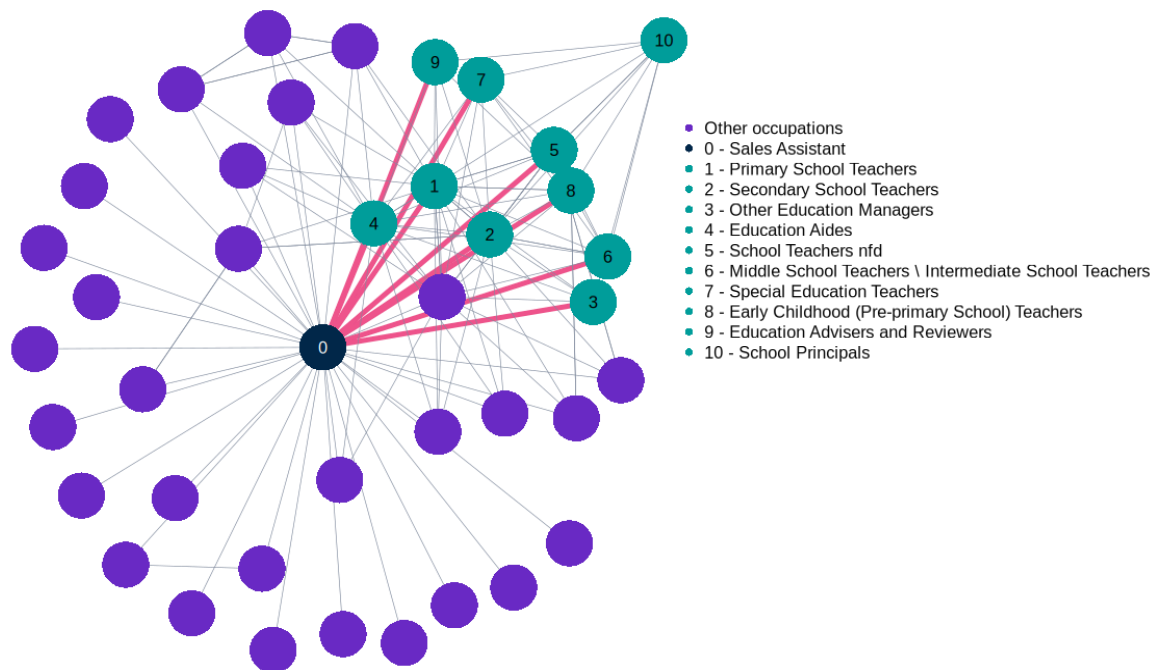 10
9
7
5
1
8
4
2
6
3
0
Other occupations
0 - Sales Assistant
1 - Primary School Teachers
2 - Secondary School Teachers
3 - Other Education Managers
4 - Education Aides
5 - School Teachers nfd
6 - Middle School Teachers \ Intermediate School Teachers
7 - Special Education Teachers
8 - Early Childhood (Pre-primary School) Teachers
9 - Education Advisers and Reviewers
10 - School Principals